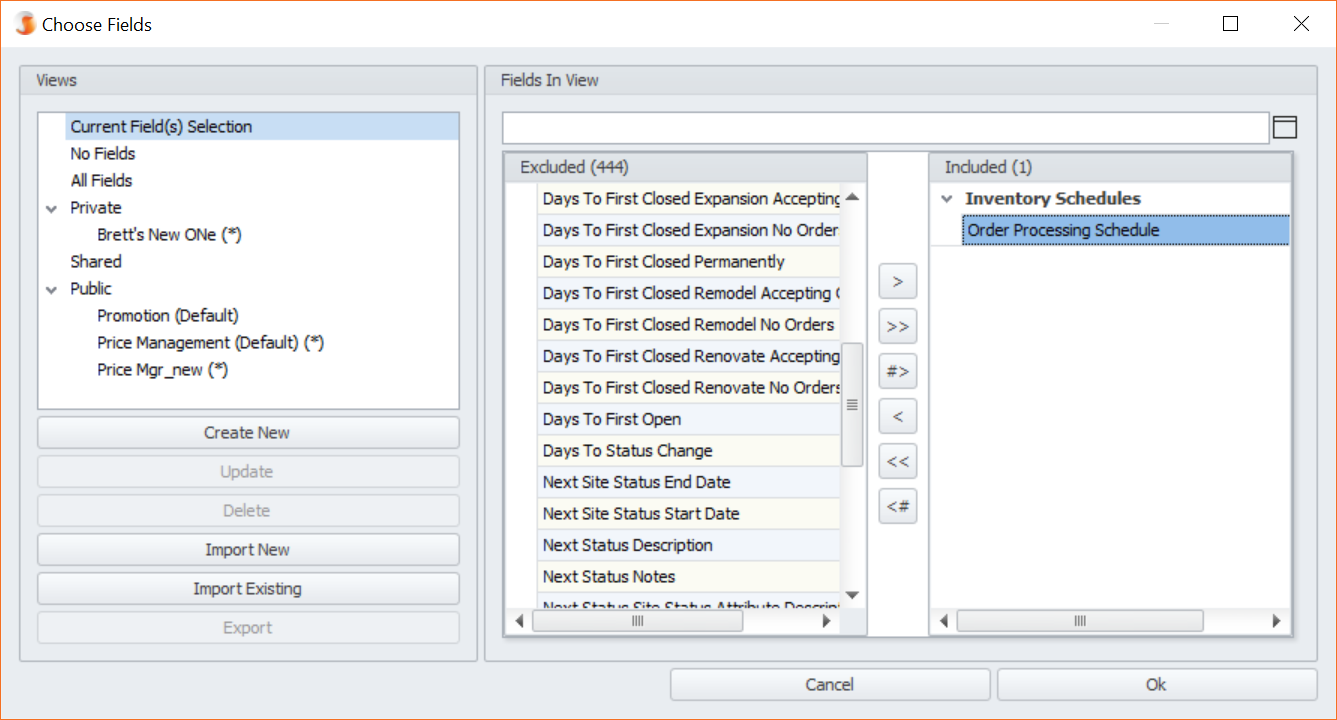 Choose Fields
Views
Current Field(s) Selection
No Fields
All Fields
Private
Brett's New ONe (*)
Shared
Public
Promotion (Default)
Price Management (Default) (*)
Price Mgr_new (*)
Create New
Update
Delete
Import New
Import Existing
Export
Fields In View
Excluded (444)
Days To First Closed Expansion Accepting
Days To First Closed Expansion No Order
Days To First Closed Permanently
Days To First Closed Remodel Accepting
Days To First Closed Remodel No Orders
Days To First Closed Renovate Accepting
Days To First Closed Renovate No Orders
Days To First Open
Days To Status Change
Next Site Status End Date
Next Site Status Start Date
Next Status Description
Next Status Notes
Next Status Site Status Attribute Descrip
>
>>
#>
<
<<
<#
Included (1)
Inventory Schedules
Order Processing Schedule
Cancel
Ok